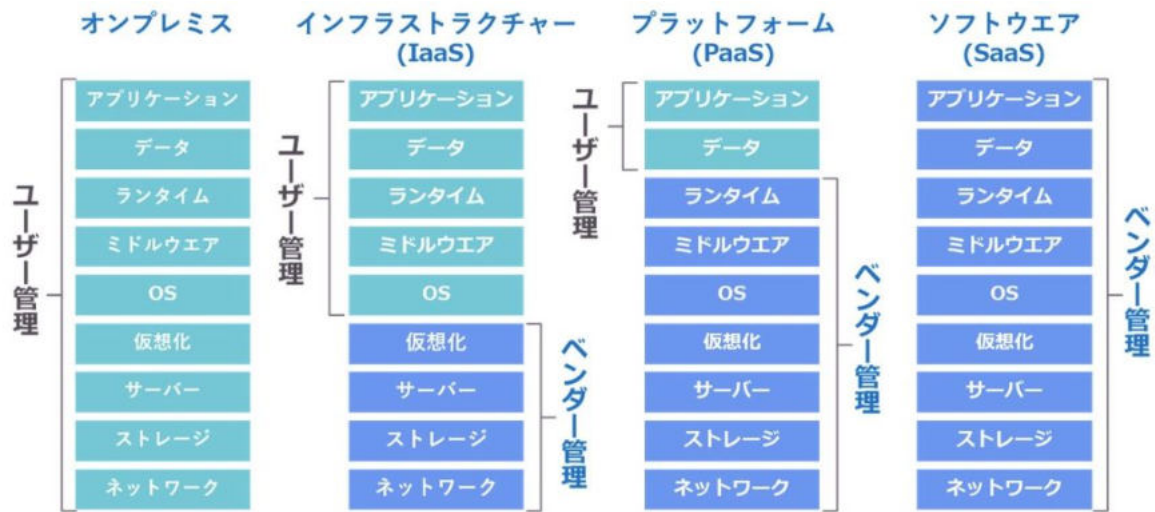 オンプレミス
インフラストラクチャー
(IaaS)
プラットフォーム
(PaaS)
ソフトウエア
(SaaS)
ユーザー管理
アプリケーション
データ
ランタイム
ミドルウエア
OS
仮想化
サーバー
ストレージ
ネットワーク
ユーザー管理
アプリケーション
データ
ランタイム
ミドルウエア
OS
仮想化
サーバー
ストレージ
ネットワーク
ベンダー管理
ユーザー管理
アプリケーション
データ
ランタイム
ミドルウエア
OS
仮想化
サーバー
ストレージ
ネットワーク
ベンダー管理
アプリケーション
データ
ランタイム
ミドルウエア
OS
仮想化
サーバー
ストレージ
ネットワーク
ベンダー管理